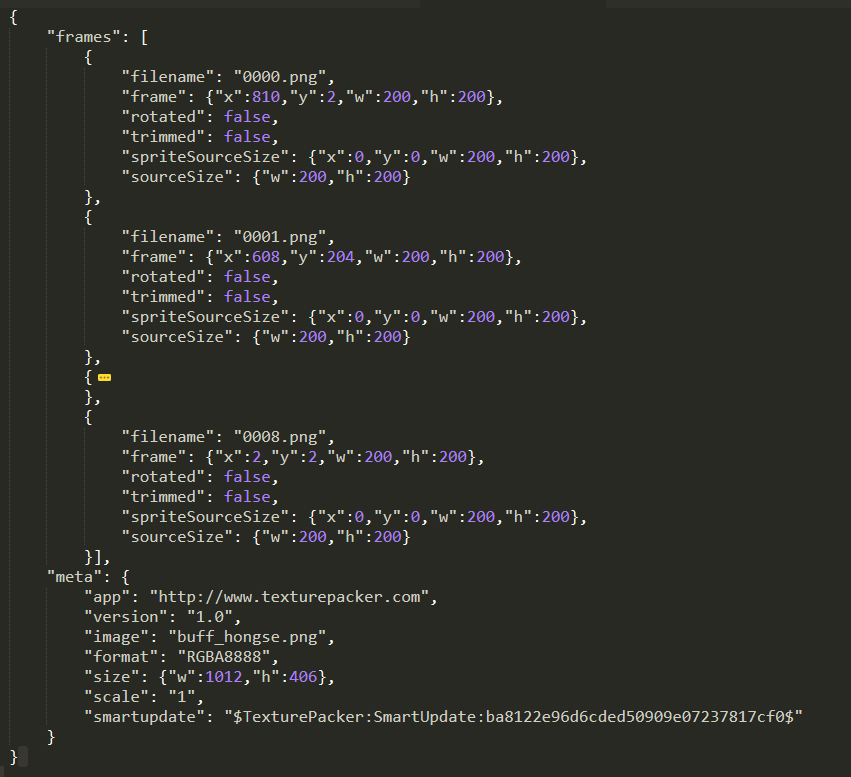 {
"frames": [
{
"filename": "0000.png",
"frame": {"x":810,"y":2,"w":200,"h":200},
"rotated": false,
"trimmed": false,
"spriteSourceSize": {"x":0,"y":0,"w":200,"h":200},
"sourceSize": {"w":200,"h":200}
},
{
"filename": "0001.png",
"frame": {"x":608,"y":204,"w":200,"h":200},
"rotated": false,
"trimmed": false,
"spriteSourceSize": {"x":0,"y":0,"w":200,"h":200},
"sourceSize": {"w":200,"h":200}
},
{ ...
},
{
"filename": "0008.png",
"frame": {"x":2,"y":2,"w":200,"h":200},
"rotated": false,
"trimmed": false,
"spriteSourceSize": {"x":0,"y":0,"w":200,"h":200},
"sourceSize": {"w":200,"h":200}
}],
"meta": {
"app": "http://www.texturepacker.com",
"version": "1.0",
"image": "buff_hongse.png",
"format": "RGBA8888",
"size": {"w":1012,"h":406},
"scale": "1",
"smartupdate": "$TexturePacker:SmartUpdate:ba8122e96d6cded50909e07237817cf0$"
}
}